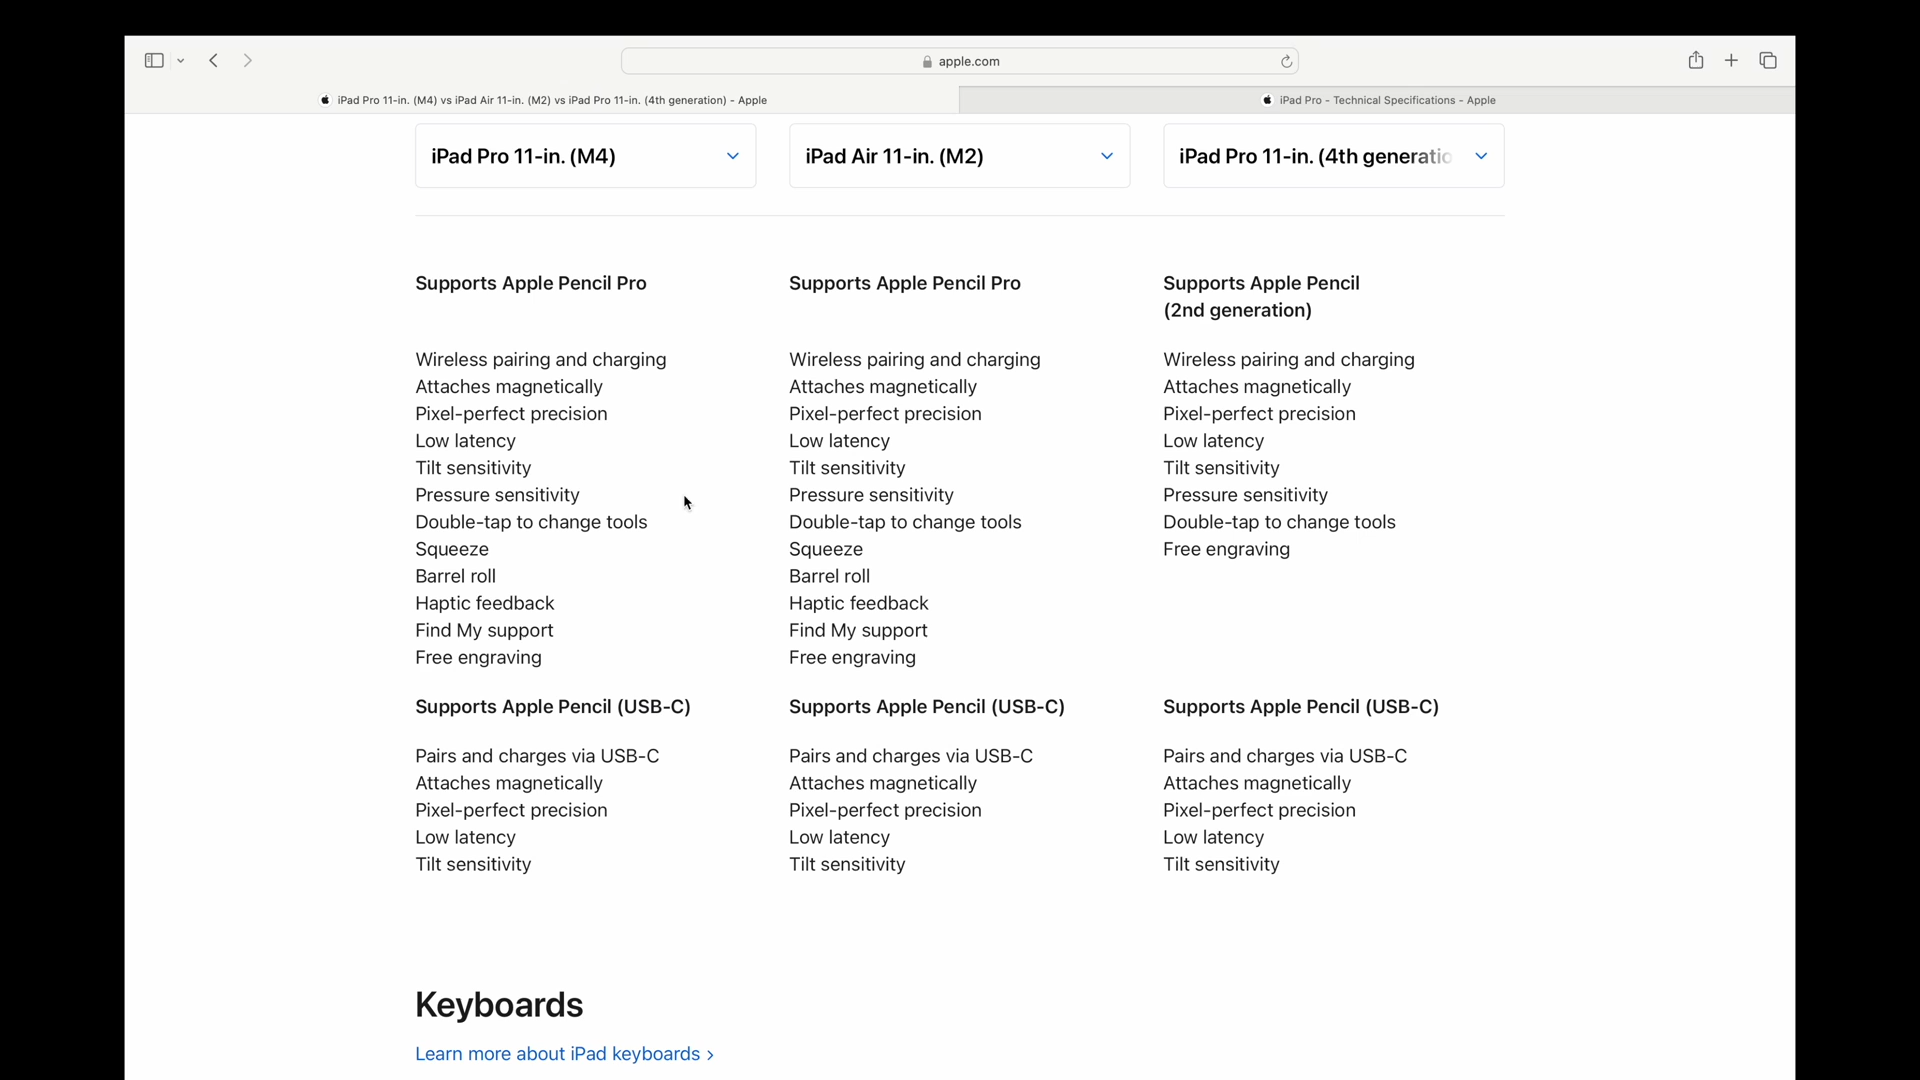 apple.com
iPad Pro 11-in. (M4) vs iPad Air 11-in. (M2) vs iPad Pro 11-in. (4th generation) - Apple
iPad Pro - Technical Specifications - Apple
iPad Pro 11-in. (M4)
iPad Air 11-in. (M2)
iPad Pro 11-in. (4th generatio
Supports Apple Pencil Pro
Wireless pairing and charging
Attaches magnetically
Pixel-perfect precision
Low latency
Tilt sensitivity
Pressure sensitivity
Double-tap to change tools
Squeeze
Barrel roll
Haptic feedback
Find My support
Free engraving
Supports Apple Pencil Pro
Wireless pairing and charging
Attaches magnetically
Pixel-perfect precision
Low latency
Tilt sensitivity
Pressure sensitivity
Double-tap to change tools
Squeeze
Barrel roll
Haptic feedback
Find My support
Free engraving
Supports Apple Pencil
(2nd generation)
Wireless pairing and charging
Attaches magnetically
Pixel-perfect precision
Low latency
Tilt sensitivity
Pressure sensitivity
Double-tap to change tools
Free engraving
Supports Apple Pencil (USB-C)
Pairs and charges via USB-C
Attaches magnetically
Pixel-perfect precision
Low latency
Tilt sensitivity
Supports Apple Pencil (USB-C)
Pairs and charges via USB-C
Attaches magnetically
Pixel-perfect precision
Low latency
Tilt sensitivity
Supports Apple Pencil (USB-C)
Pairs and charges via USB-C
Attaches magnetically
Pixel-perfect precision
Low latency
Tilt sensitivity
Keyboards
Learn more about iPad keyboards >